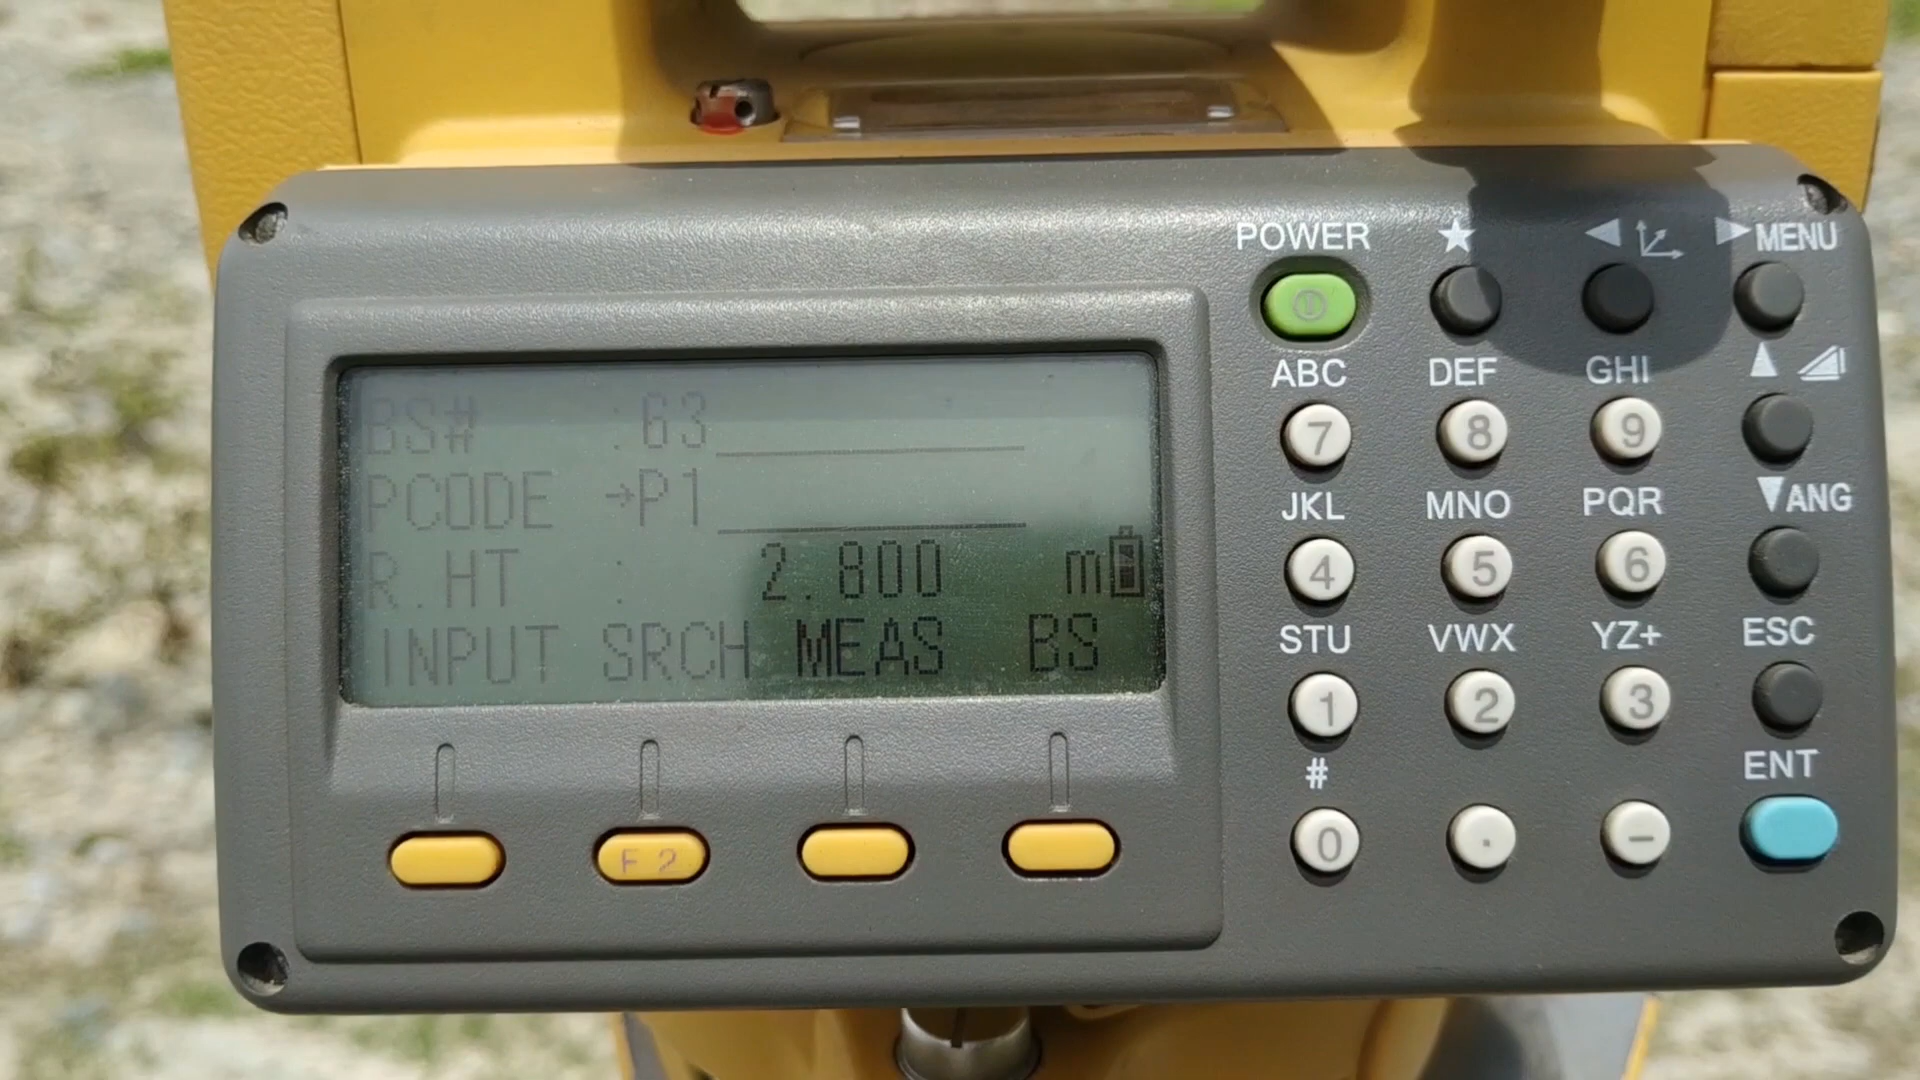 POWER ★ ◀ ▶ MENU
BS# :63
PCODE →P1
R.HT : 2.800 m
INPUT SRCH MEAS BS
F2
ABC DEF GHI ▲
7 8 9
JKL MNO PQR ▼ ANG
4 5 6
STU VWX YZ+ ESC
1 2 3
# ENT
0 . -